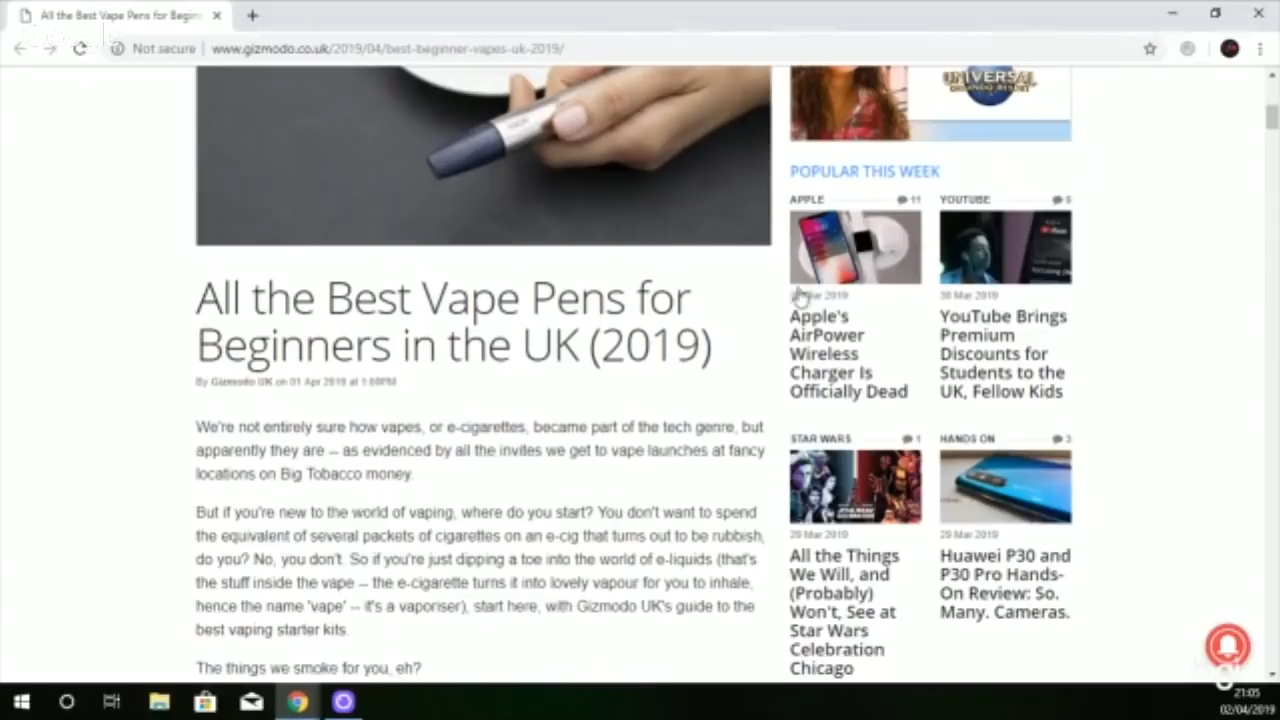 All the Best Vape Pens for Beginn
Not secure
www.gizmodo.co.uk/2019/04/best-beginner-vapes-uk-2019/
UNIVERSAL
ORLANDO RESORT
POPULAR THIS WEEK
APPLE 11
YOUTUBE 0
Mar 2019
30 Mar 2019
Apple's
AirPower
Wireless
Charger Is
Officially Dead
YouTube Brings
Premium
Discounts for
Students to the
UK, Fellow Kids
All the Best Vape Pens for
Beginners in the UK (2019)
By Gizmodo UK on 01 Apr 2019 at 1:00PM
We're not entirely sure how vapes, or e-cigarettes, became part of the tech genre, but
apparently they are -- as evidenced by all the invites we get to vape launches at fancy
locations on Big Tobacco money.
But if you're new to the world of vaping, where do you start? You don't want to spend
the equivalent of several packets of cigarettes on an e-cig that turns out to be rubbish,
do you? No, you don't. So if you're just dipping a toe into the world of e-liquids (that's
the stuff inside the vape -- the e-cigarette turns it into lovely vapour for you to inhale,
hence the name 'vape' -- it's a vaporiser), start here, with Gizmodo UK's guide to the
best vaping starter kits.
The things we smoke for you, eh?
STAR WARS 1
HANDS ON 3
29 Mar 2019
29 Mar 2019
All the Things
We Will, and
(Probably)
Won't, See at
Star Wars
Celebration
Chicago
Huawei P30 and
P30 Pro Hands-
On Review: So.
Many. Cameras.
21:05
02/04/2019